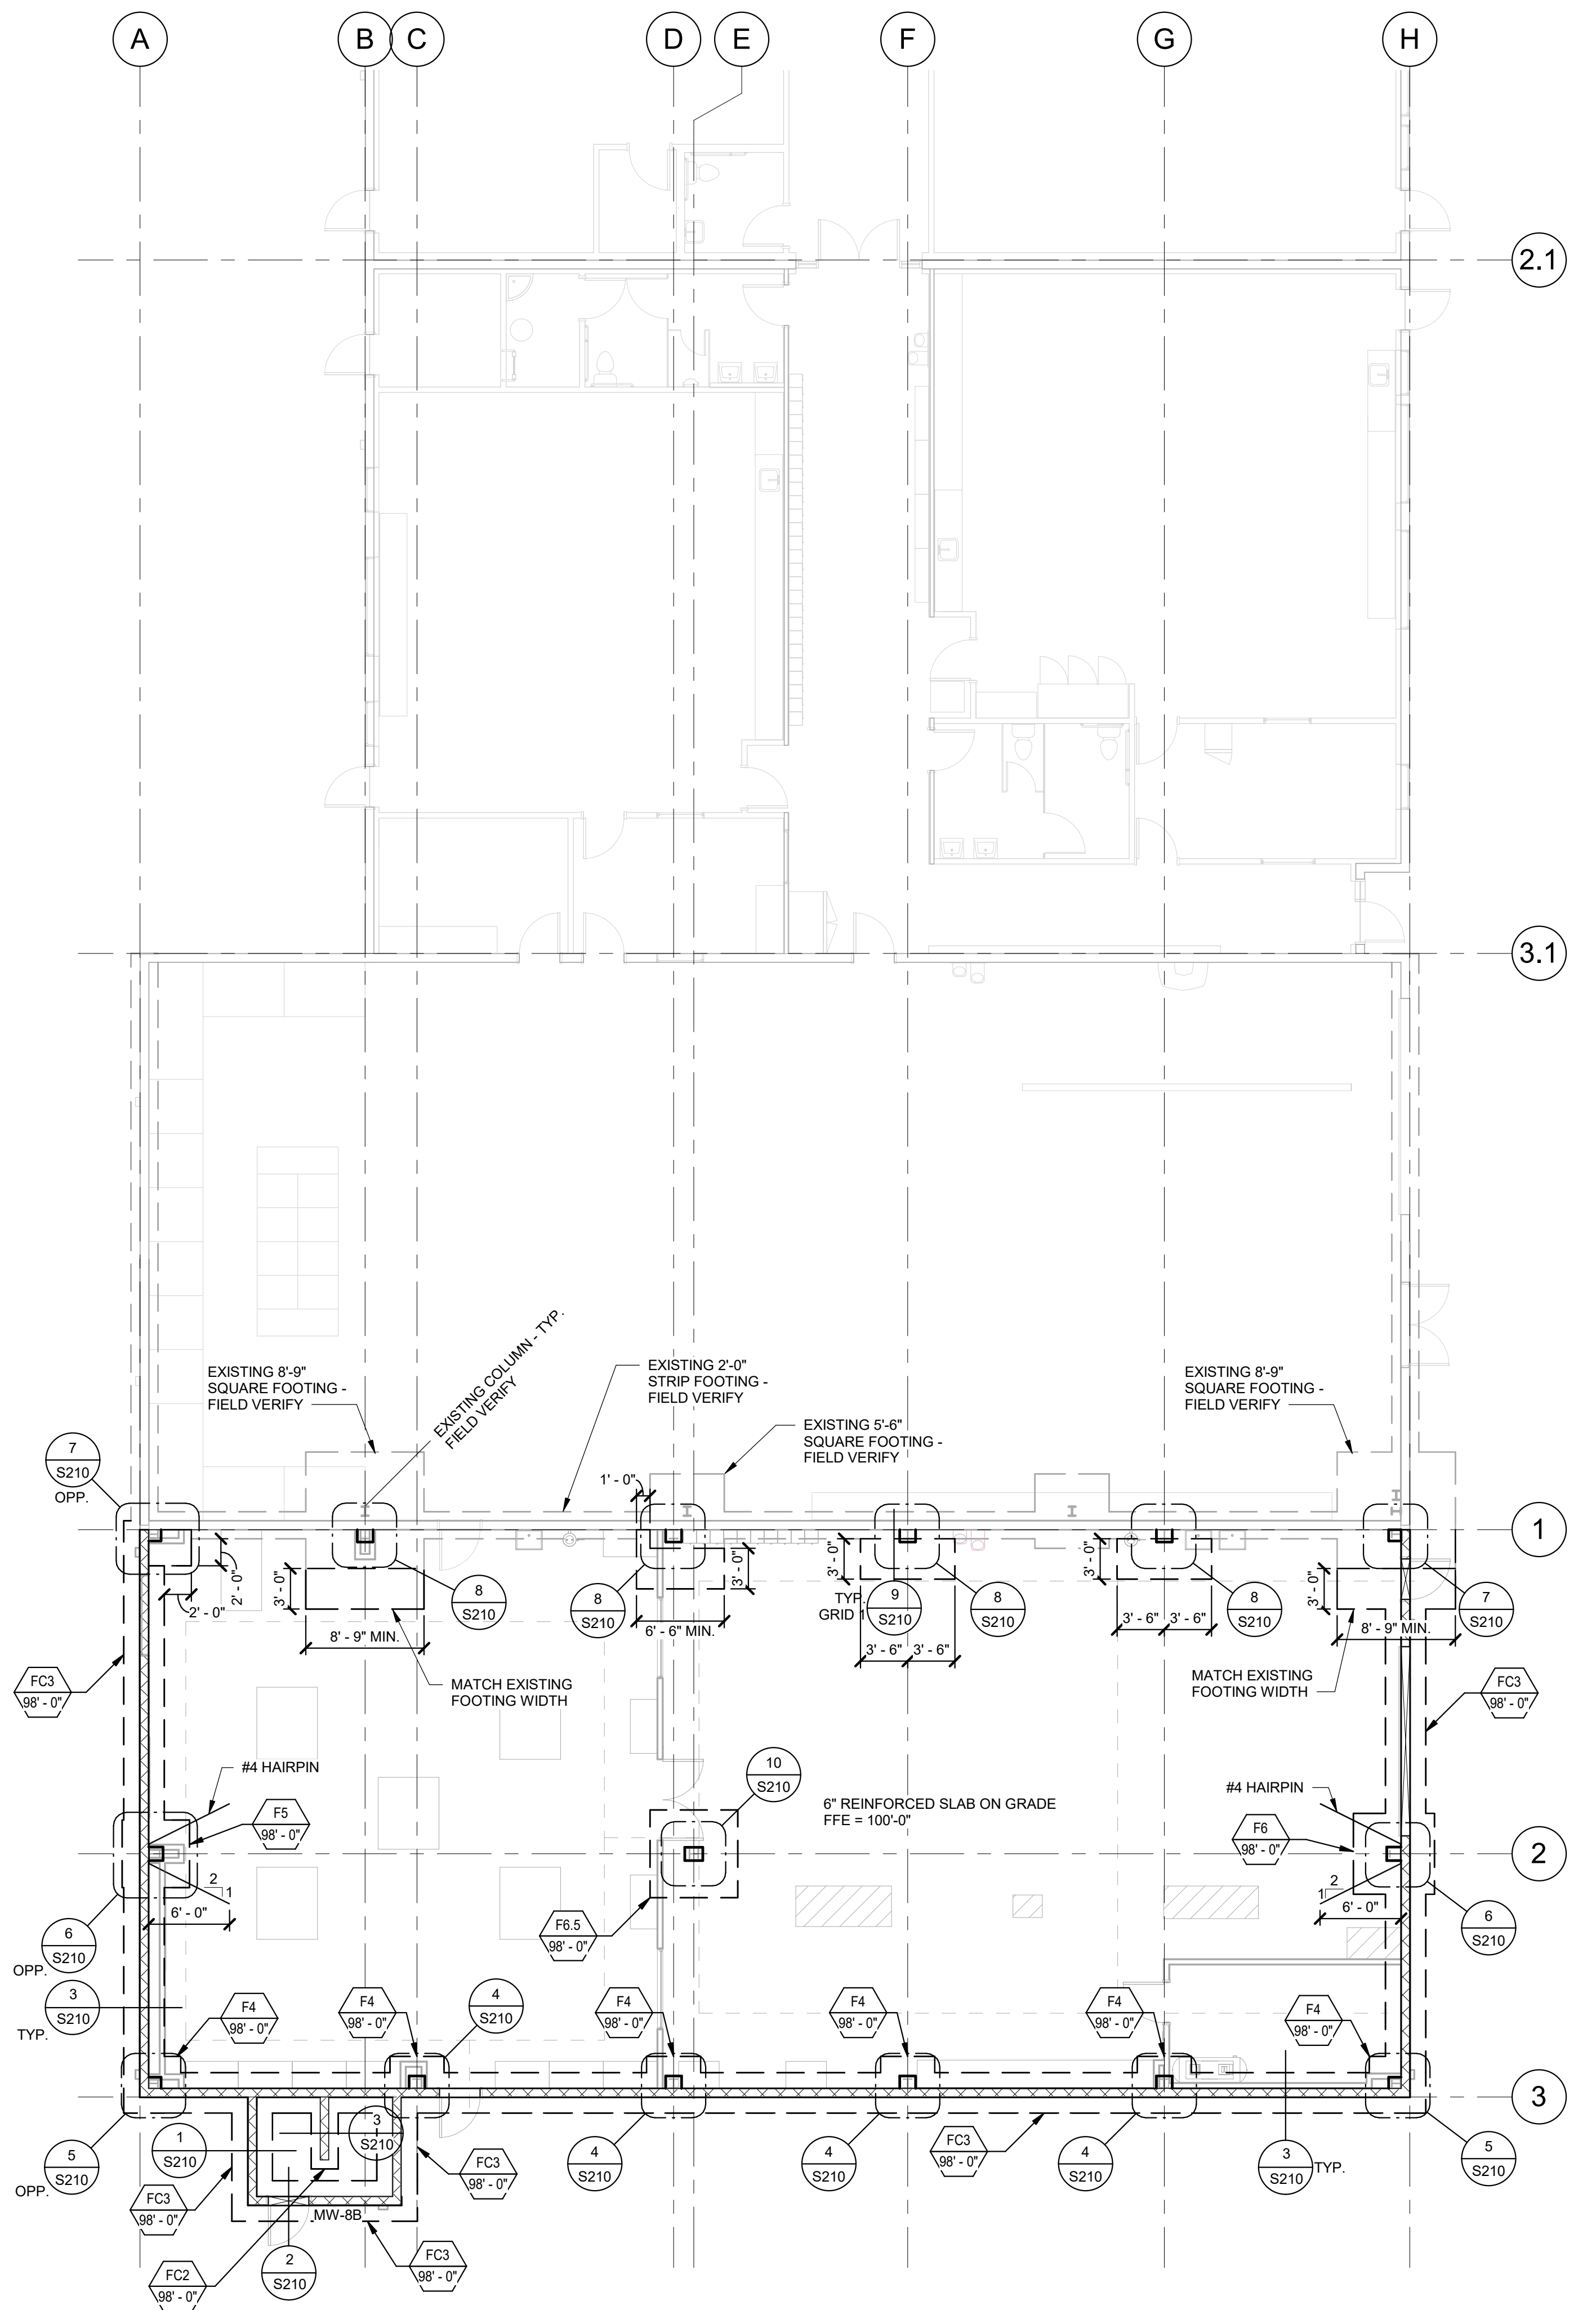 A
B
C
D
E
F
G
H
2.1
3.1
EXISTING 8'-9"
SQUARE FOOTING -
FIELD VERIFY
EXISTING COLUMN - TYP.
FIELD VERIFY
EXISTING 2'-0"
STRIP FOOTING -
FIELD VERIFY
EXISTING 5'-6"
SQUARE FOOTING -
FIELD VERIFY
EXISTING 8'-9"
SQUARE FOOTING -
FIELD VERIFY
7
S210
OPP.
1' - 0"
1
2' - 0"
2' - 0"
3' - 0"
8' - 9" MIN.
8
S210
8
S210
3' - 0"
6' - 6" MIN.
3' - 0"
TYP.
GRID 1
9
S210
8
S210
3' - 6"
3' - 6"
3' - 0"
3' - 6"
3' - 6"
8
S210
3' - 0"
8' - 9" MIN.
7
S210
MATCH EXISTING
FOOTING WIDTH
MATCH EXISTING
FOOTING WIDTH
FC3
98' - 0"
FC3
98' - 0"
#4 HAIRPIN
F5
98' - 0"
10
S210
6" REINFORCED SLAB ON GRADE
FFE = 100'-0"
#4 HAIRPIN
F6
98' - 0"
2
2
1
6' - 0"
2
1
6' - 0"
6
S210
OPP.
F6.5
98' - 0"
6
S210
3
S210
TYP.
F4
98' - 0"
F4
98' - 0"
4
S210
F4
98' - 0"
F4
98' - 0"
F4
98' - 0"
F4
98' - 0"
3
5
S210
OPP.
1
S210
3
S210
FC3
98' - 0"
4
S210
4
S210
FC3
98' - 0"
4
S210
3
S210
TYP.
5
S210
FC3
98' - 0"
MW-8B
FC2
98' - 0"
2
S210
FC3
98' - 0"